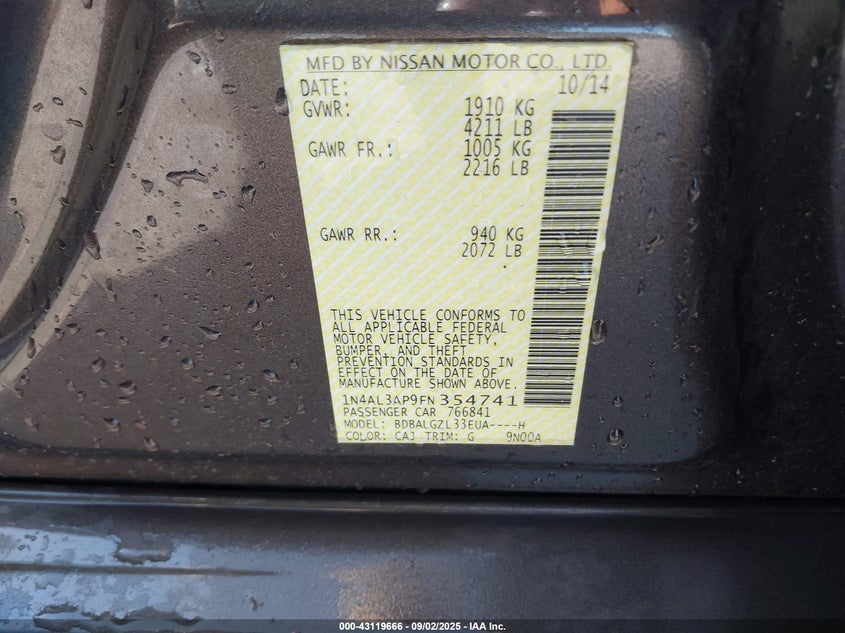 MFD BY NISSAN MOTOR CO., LTD
DATE: 10/14
GVWR: 1910 KG
4211 LB
GAWR FR.: 1005 KG
2216 LB
GAWR RR.: 940 KG
2072 LB
THIS VEHICLE CONFORMS TO
ALL APPLICABLE FEDERAL
MOTOR VEHICLE SAFETY,
BUMPER, AND THEFT
PREVENTION STANDARDS IN
EFFECT ON THE DATE OF
MANUFACTURE SHOWN ABOVE.
1N4AL3AP9FN 354741
PASSENGER CAR 766841
MODEL: BDBALGZL33EUA----H
COLOR: CAJ TRIM: G 9N00A
000-43119666 - 09/02/2025 - IAA Inc.